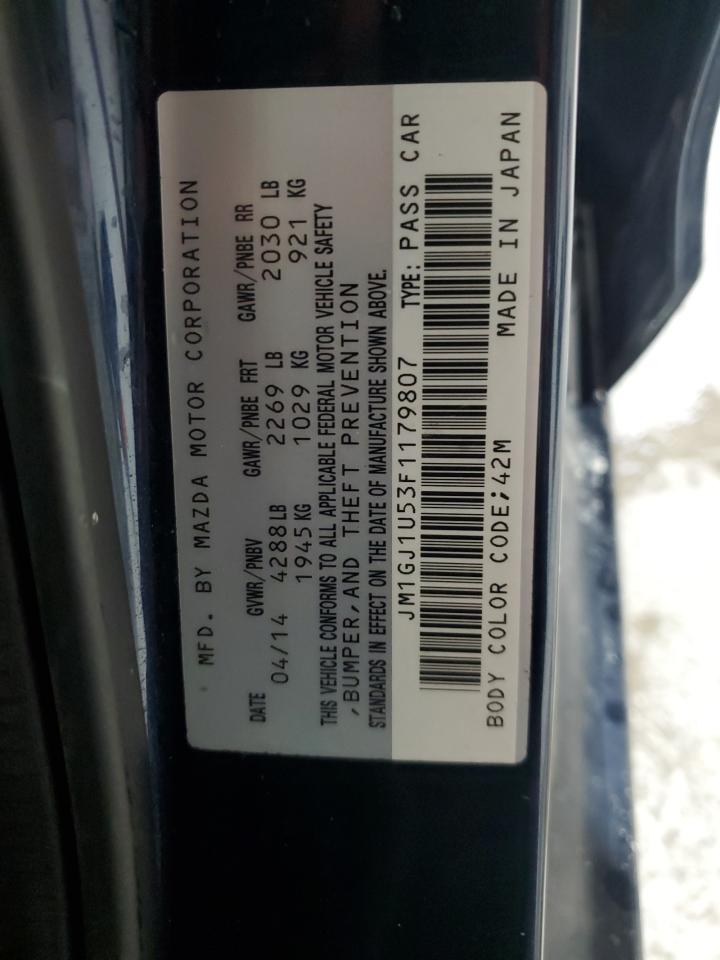 MFD. BY MAZDA MOTOR CORPORATION
DATE GVWR/PNBV GAWR/PNBE FRT GAWR/PNBE RR
04/14 4288LB 2269 LB 2030 LB
1945KG 1029 KG 921 KG
THIS VEHICLE CONFORMS TO ALL APPLICABLE FEDERAL MOTOR VEHICLE SAFETY
,BUMPER,AND THEFT PREVENTION
STANDARDS IN EFFECT ON THE DATE OF MANUFACTURE SHOWN ABOVE.
JM1GJ1U53F1179807 TYPE: PASS CAR
BODY COLOR CODE;42M MADE IN JAPAN